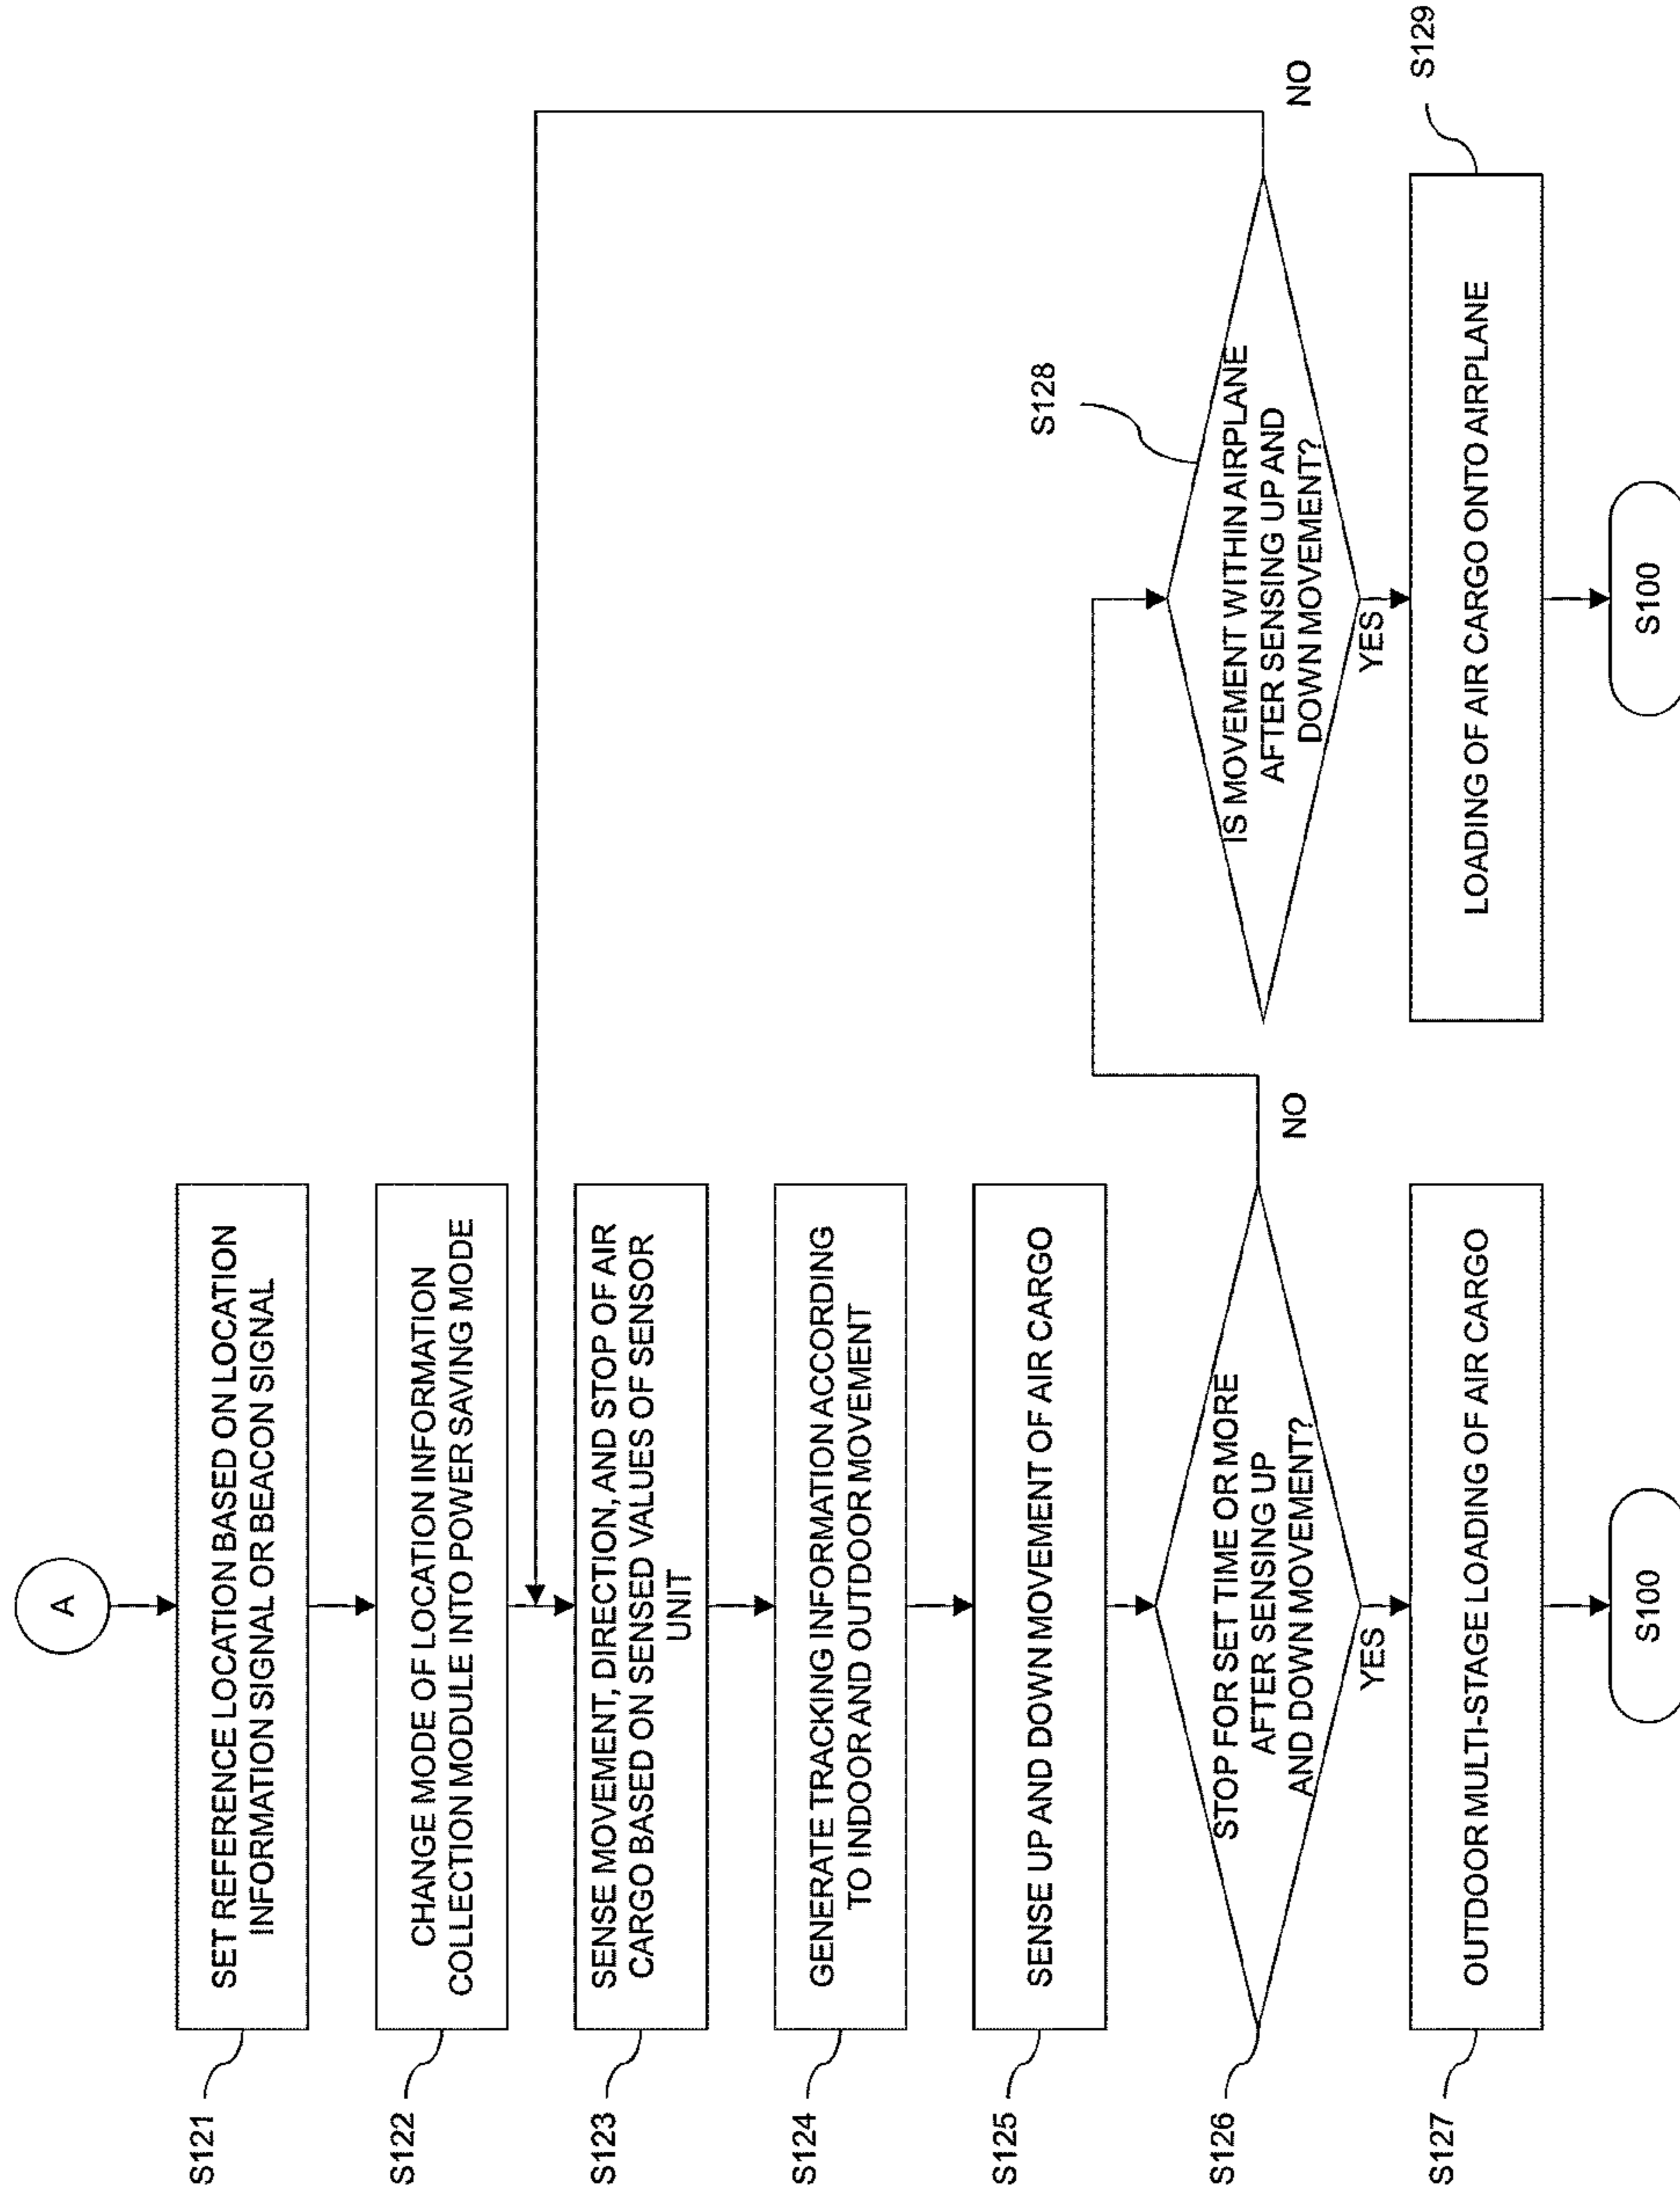 A
S121
SET REFERENCE LOCATION BASED ON LOCATION
INFORMATION SIGNAL OR BEACON SIGNAL
S122
CHANGE MODE OF LOCATION INFORMATION
COLLECTION MODULE INTO POWER SAVING MODE
S123
SENSE MOVEMENT, DIRECTION, AND STOP OF AIR
CARGO BASED ON SENSED VALUES OF SENSOR
UNIT
S124
GENERATE TRACKING INFORMATION ACCORDING
TO INDOOR AND OUTDOOR MOVEMENT
S125
SENSE UP AND DOWN MOVEMENT OF AIR CARGO
S126
STOP FOR SET TIME OR MORE
AFTER SENSING UP
AND DOWN MOVEMENT?
NO
YES
S127
OUTDOOR MULTI-STAGE LOADING OF AIR CARGO
S100
S128
IS MOVEMENT WITHIN AIRPLANE
AFTER SENSING UP AND
DOWN MOVEMENT?
NO
YES
S129
LOADING OF AIR CARGO ONTO AIRPLANE
S100